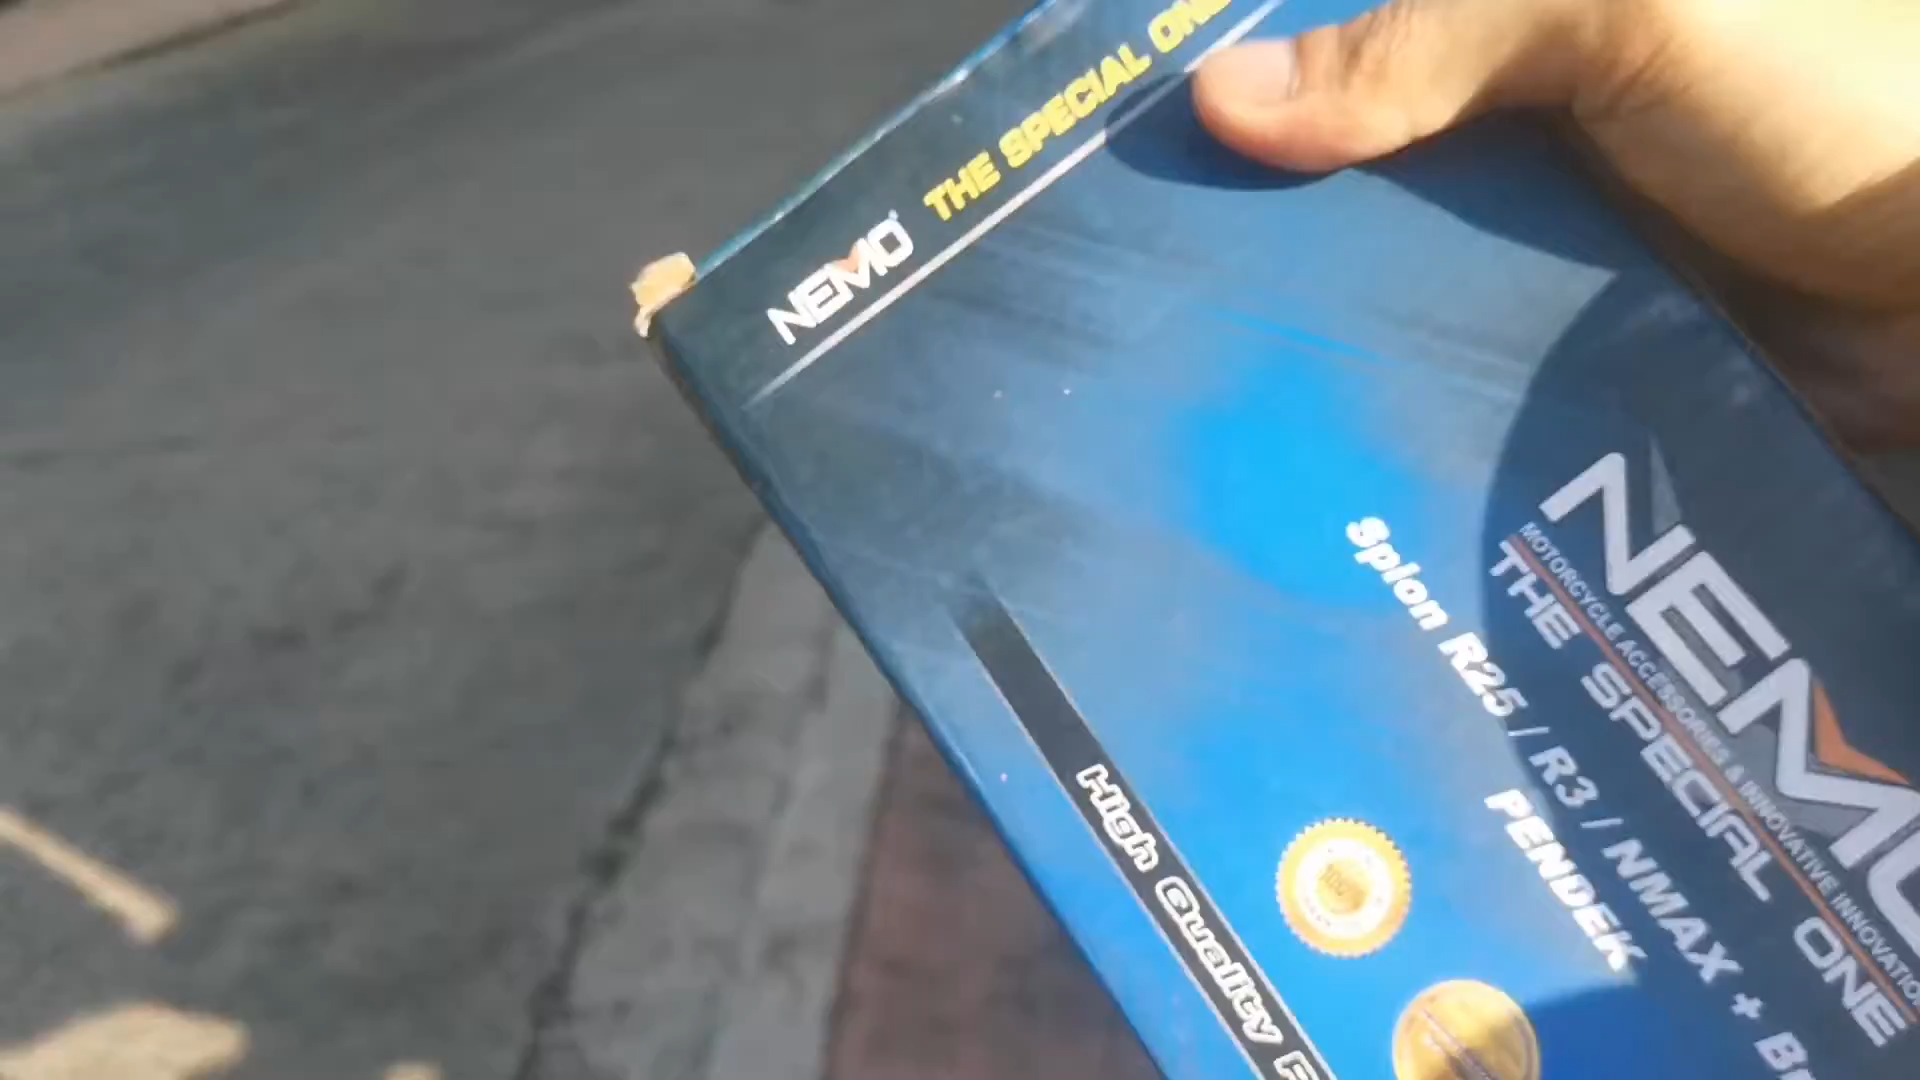 NEMO THE SPECIAL ONE
NEMO
MOTORCYCLE ACCESSORIES & INNOVATIVE INNOVATION
THE SPECIAL ONE
Spion R25 / R3 / NMAX +
PENDEK
High Quality
100%